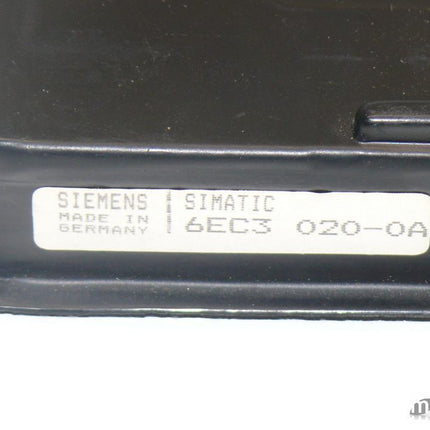 SIEMENS SIMATIC
MADE IN
GERMANY 6EC3 020-0A